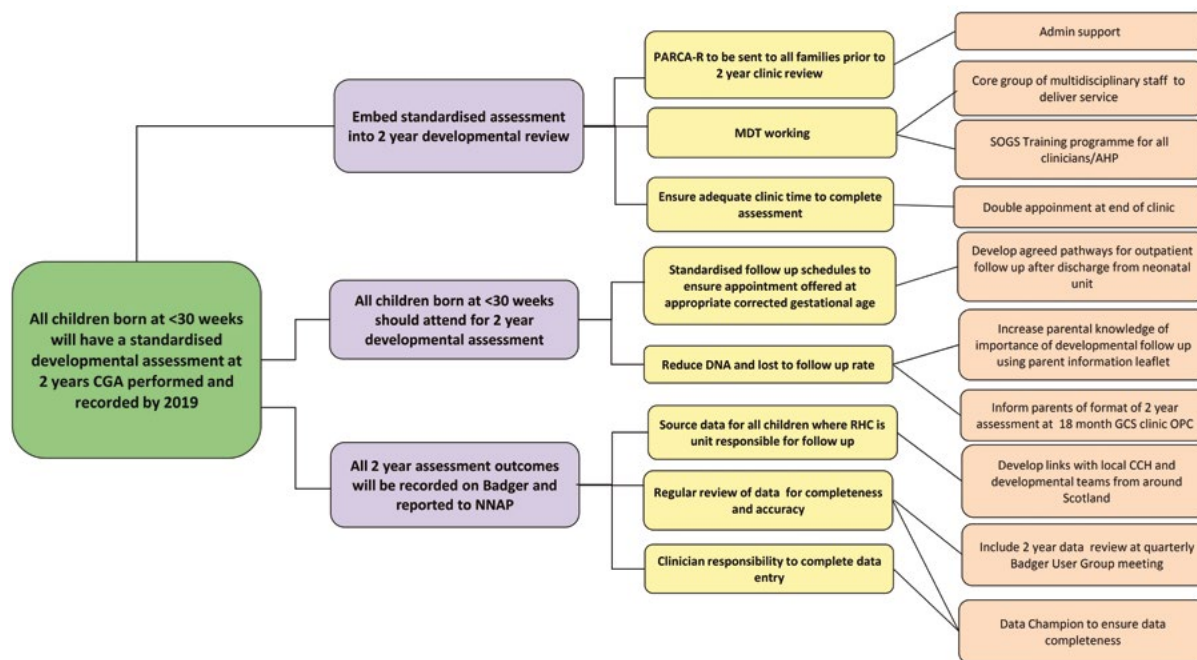 All children born at <30 weeks
will have a standardised
developmental assessment at
2 years CGA performed and
recorded by 2019
Embed standardised assessment
into 2 year developmental review
All children born at <30 weeks
should attend for 2 year
developmental assessment
All 2 year assessment outcomes
will be recorded on Badger and
reported to NNAP
PARCA-R to be sent to all families prior to
2 year clinic review
MDT working
Ensure adequate clinic time to complete
assessment
Standardised follow up schedules to
ensure appointment offered at
appropriate corrected gestational age
Reduce DNA and lost to follow up rate
Source data for all children where RHC is
unit responsible for follow up
Regular review of data for completeness
and accuracy
Clinician responsibility to complete data
entry
Admin support
Core group of multidisciplinary staff to
deliver service
SOGS Training programme for all
clinicians/AHP
Double appoinment at end of clinic
Develop agreed pathways for outpatient
follow up after discharge from neonatal
unit
Increase parental knowledge of
importance of developmental follow up
using parent information leaflet
Inform parents of format of 2 year
assessment at 18 month GCS clinic OPC
Develop links with local CCH and
developmental teams from around
Scotland
Include 2 year data review at quarterly
Badger User Group meeting
Data Champion to ensure data
completeness